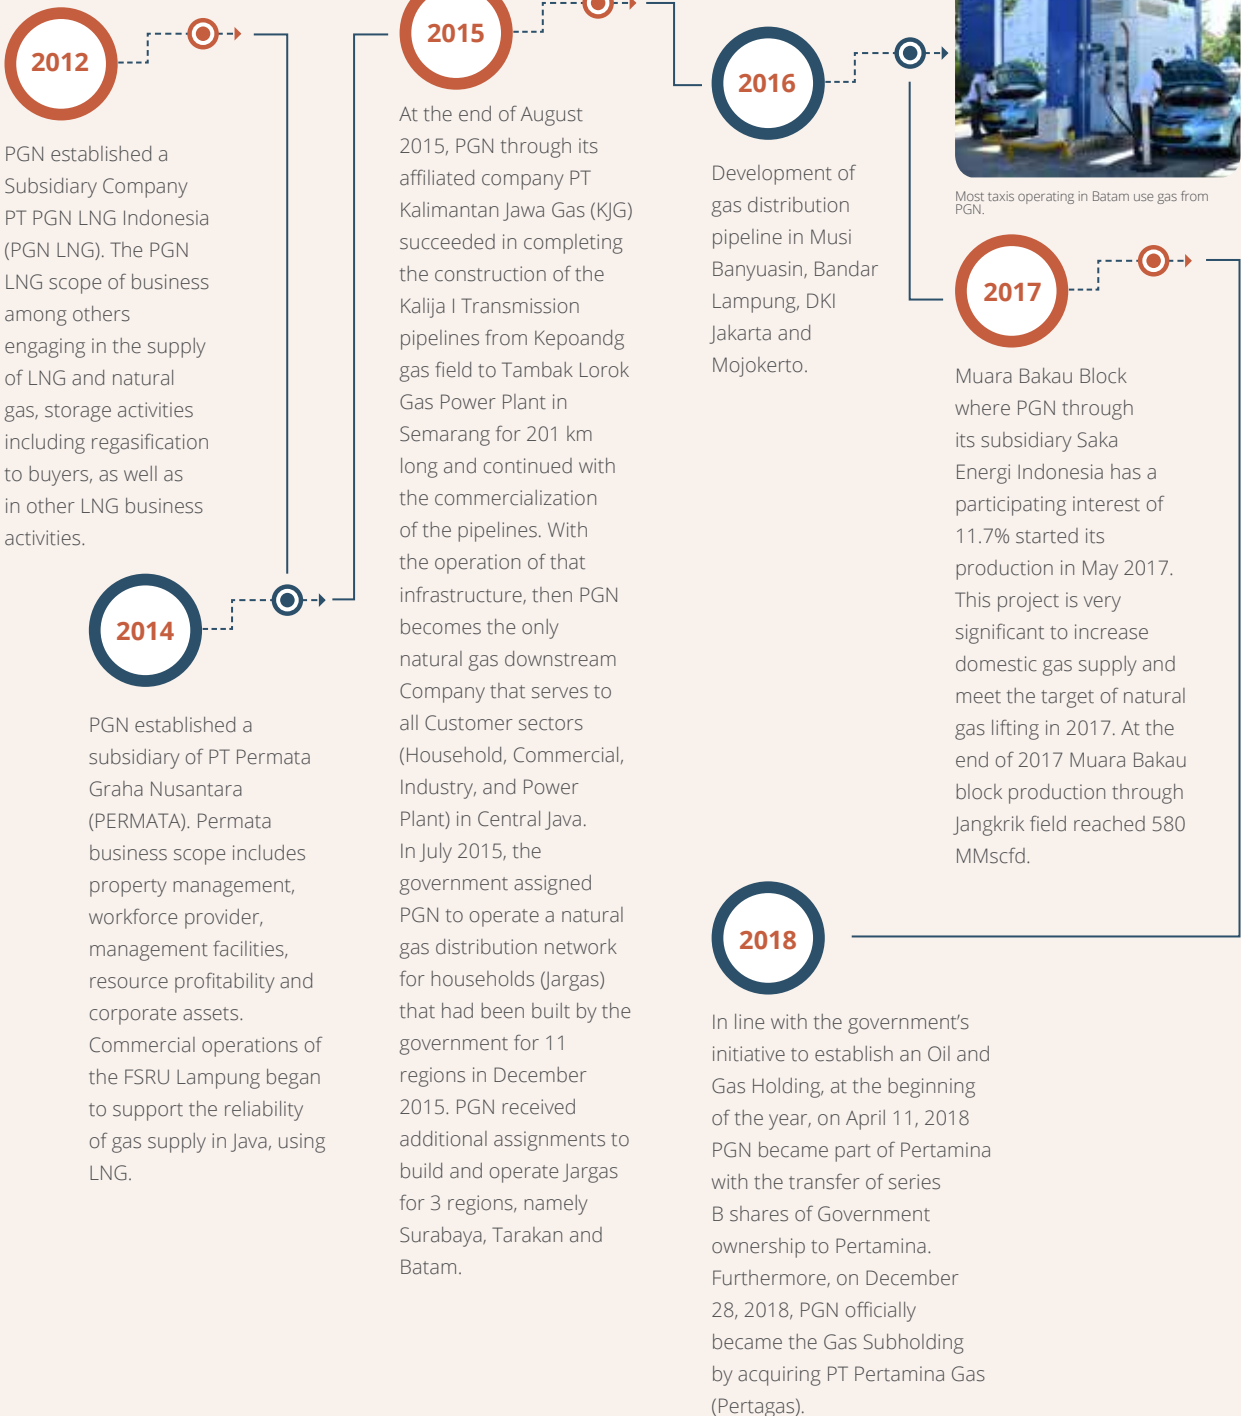 2012
PGN established a
Subsidiary Company
PT PGN LNG Indonesia
(PGN LNG). The PGN
LNG scope of business
among others
engaging in the supply
of LNG and natural
gas, storage activities
including regasification
to buyers, as well as
in other LNG business
activities.
2014
PGN established a
subsidiary of PT Permata
Graha Nusantara
(PERMATA). Permata
business scope includes
property management,
workforce provider,
management facilities,
resource profitability and
corporate assets.
Commercial operations of
the FSRU Lampung began
to support the reliability
of gas supply in Java, using
LNG.
2015
At the end of August
2015, PGN through its
affiliated company PT
Kalimantan Jawa Gas (KJG)
succeeded in completing
the construction of the
Kalija I Transmission
pipelines from Kepoandg
gas field to Tambak Lorok
Gas Power Plant in
Semarang for 201 km
long and continued with
the commercialization
of the pipelines. With
the operation of that
infrastructure, then PGN
becomes the only
natural gas downstream
Company that serves to
all Customer sectors
(Household, Commercial,
Industry, and Power
Plant) in Central Java.
In July 2015, the
government assigned
PGN to operate a natural
gas distribution network
for households (Jargas)
that had been built by the
government for 11
regions in December
2015. PGN received
additional assignments to
build and operate Jargas
for 3 regions, namely
Surabaya, Tarakan and
Batam.
2016
Development of
gas distribution
pipeline in Musi
Banyuasin, Bandar
Lampung, DKI
Jakarta and
Mojokerto.
Most taxis operating in Batam use gas from
PGN.
2017
Muara Bakau Block
where PGN through
its subsidiary Saka
Energi Indonesia has a
participating interest of
11.7% started its
production in May 2017.
This project is very
significant to increase
domestic gas supply and
meet the target of natural
gas lifting in 2017. At the
end of 2017 Muara Bakau
block production through
Jangkrik field reached 580
MMscfd.
2018
In line with the government’s
initiative to establish an Oil and
Gas Holding, at the beginning
of the year, on April 11, 2018
PGN became part of Pertamina
with the transfer of series
B shares of Government
ownership to Pertamina.
Furthermore, on December
28, 2018, PGN officially
became the Gas Subholding
by acquiring PT Pertamina Gas
(Pertagas).